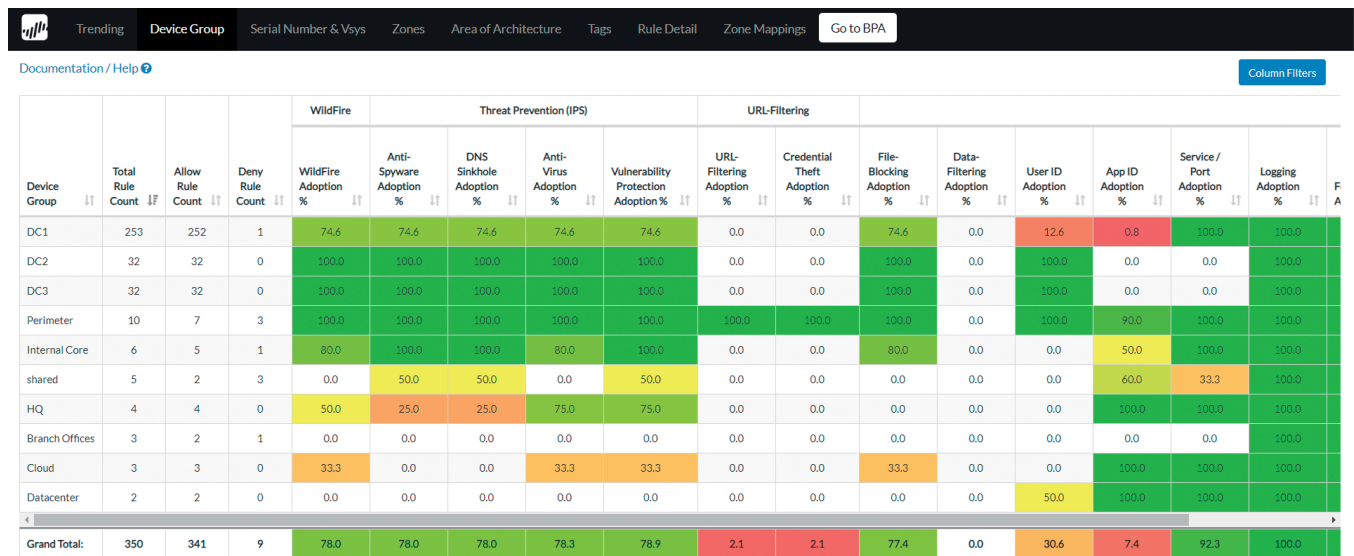 Trending Device Group Serial Number & Vsys Zones Area of Architecture Tags Rule Detail Zone Mappings Go to BPA
Documentation / Help ?
Column Filters
WildFire Threat Prevention (IPS) URL-Filtering
Device Group Total Rule Count Allow Rule Count Deny Rule Count WildFire Adoption % Anti-Spyware Adoption % DNS Sinkhole Adoption % Anti-Virus Adoption % Vulnerability Protection Adoption % URL-Filtering Adoption % Credential Theft Adoption % File-Blocking Adoption % Data-Filtering Adoption % User ID Adoption % App ID Adoption % Service / Port Adoption % Logging Adoption %
DC1 253 252 1 74.6 74.6 74.6 74.6 74.6 0.0 0.0 74.6 0.0 12.6 0.8 100.0 100.0
DC2 32 32 0 100.0 100.0 100.0 100.0 100.0 0.0 0.0 100.0 0.0 100.0 0.0 0.0 100.0
DC3 32 32 0 100.0 100.0 100.0 100.0 100.0 0.0 0.0 100.0 0.0 100.0 0.0 0.0 100.0
Perimeter 10 7 3 100.0 100.0 100.0 100.0 100.0 100.0 100.0 100.0 0.0 100.0 90.0 100.0 100.0
Internal Core 6 5 1 80.0 100.0 100.0 80.0 100.0 0.0 0.0 80.0 0.0 0.0 50.0 100.0 100.0
shared 5 2 3 0.0 50.0 50.0 0.0 50.0 0.0 0.0 0.0 0.0 0.0 60.0 33.3 100.0
HQ 4 4 0 50.0 25.0 25.0 75.0 75.0 0.0 0.0 0.0 0.0 0.0 100.0 100.0 100.0
Branch Offices 3 2 1 0.0 0.0 0.0 0.0 0.0 0.0 0.0 0.0 0.0 0.0 0.0 0.0 100.0
Cloud 3 3 0 33.3 0.0 0.0 33.3 33.3 0.0 0.0 33.3 0.0 0.0 100.0 100.0 100.0
Datacenter 2 2 0 0.0 0.0 0.0 0.0 0.0 0.0 0.0 0.0 0.0 50.0 100.0 100.0 100.0
Grand Total: 350 341 9 78.0 78.0 78.0 78.3 78.9 2.1 2.1 77.4 0.0 30.6 7.4 92.3 100.0